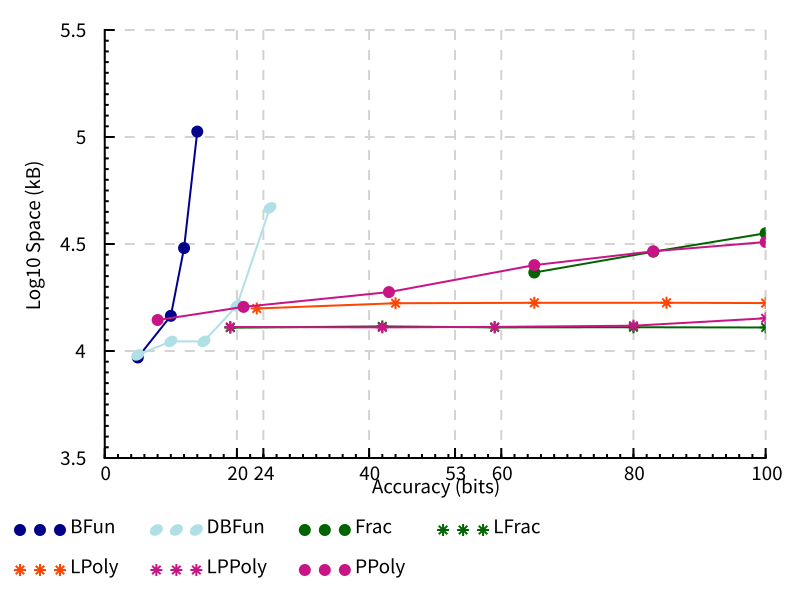 5.5
5
4.5
4
3.5
Log10 Space (kB)
0 20 24 40 53 60 80 100
Accuracy (bits)
BFun DBFun Frac LFrac
LPoly LPPoly PPoly